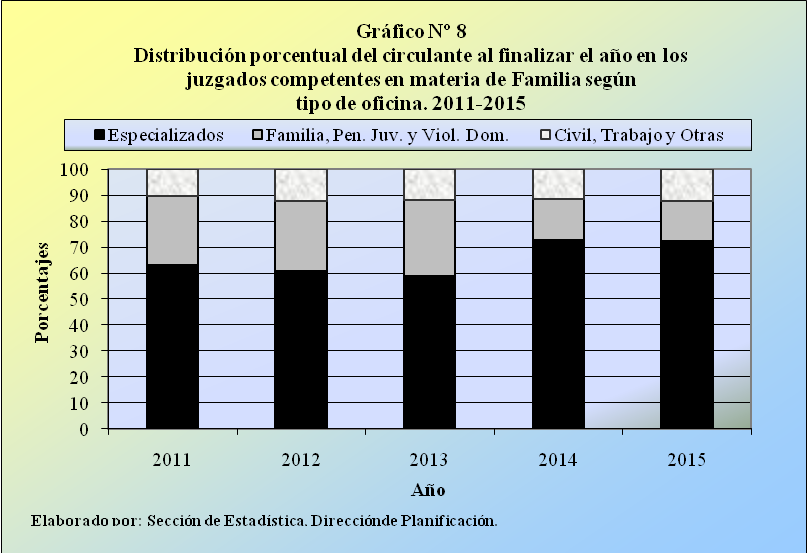 Gráfico Nº 8
Distribución porcentual del circulante al finalizar el año en los
juzgados competentes en materia de Familia según
tipo de oficina. 2011-2015
Especializados Familia, Pen. Juv. y Viol. Dom. Civil, Trabajo y Otras
100
90
80
70
60
50
40
30
20
10
0
Porcentajes
2011 2012 2013 2014 2015
Año
Elaborado por: Sección de Estadística. Direcciónde Planificación.